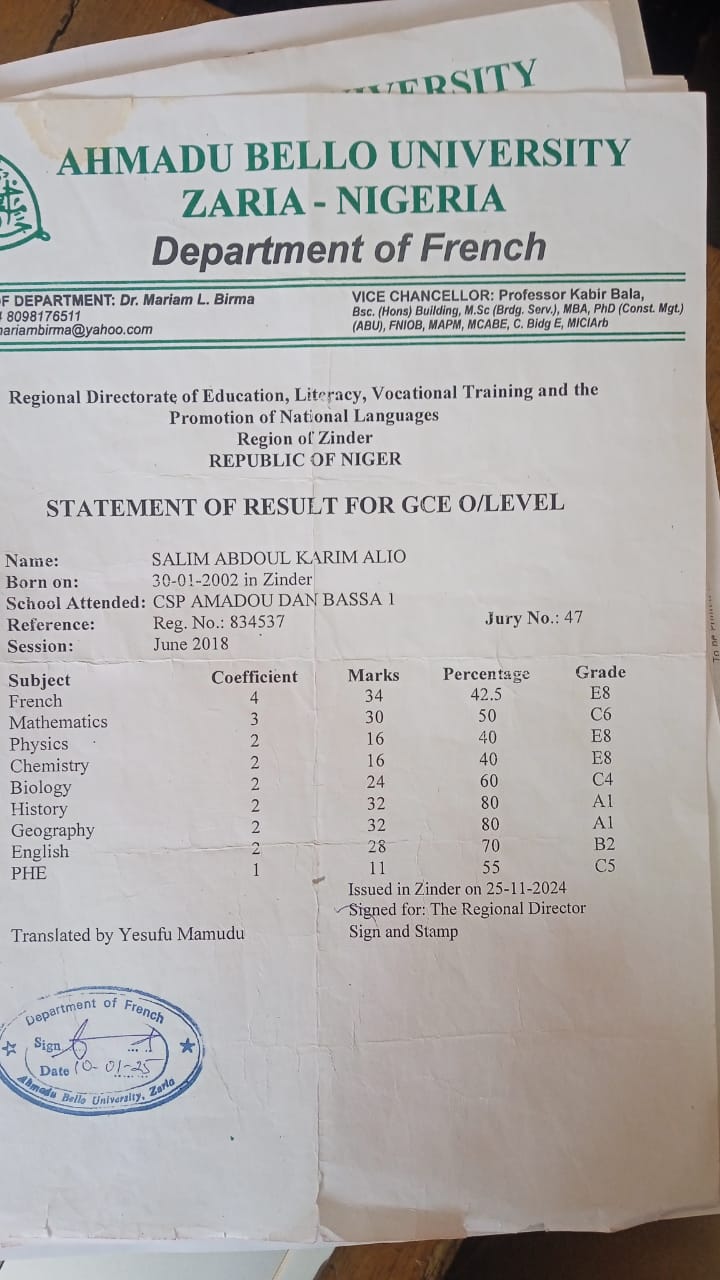 VERSITY
AHMADU BELLO UNIVERSITY
ZARIA - NIGERIA
Department of French
F DEPARTMENT: Dr. Mariam L. Birma
8098176511
ariambirma@yahoo.com
VICE CHANCELLOR: Professor Kabir Bala,
Bsc. (Hons) Building, M.Sc (Brdg. Serv.), MBA, PhD (Const. Mgt.)
(ABU), FNIOB, MAPM, MCABE, C. Bidg E, MICIArb
Regional Directorate of Education, Literacy, Vocational Training and the
Promotion of National Languages
Region of Zinder
REPUBLIC OF NIGER
STATEMENT OF RESULT FOR GCE O/LEVEL
Name: SALIM ABDOUL KARIM ALIO
Born on: 30-01-2002 in Zinder
School Attended: CSP AMADOU DAN BASSA 1
Reference: Reg. No.: 834537 Jury No.: 47
Session: June 2018
Subject Coefficient Marks Percentage Grade
French 4 34 42.5 E8
Mathematics 3 30 50 C6
Physics 2 16 40 E8
Chemistry 2 16 40 E8
Biology 2 24 60 C4
History 2 32 80 A1
Geography 2 32 80 A1
English 2 28 70 B2
PHE 1 11 55 C5
Issued in Zinder on 25-11-2024
Signed for: The Regional Director
Translated by Yesufu Mamudu Sign and Stamp
Department of French
Sign
Date 10-01-25
Ahmadu Bello University, Zaria